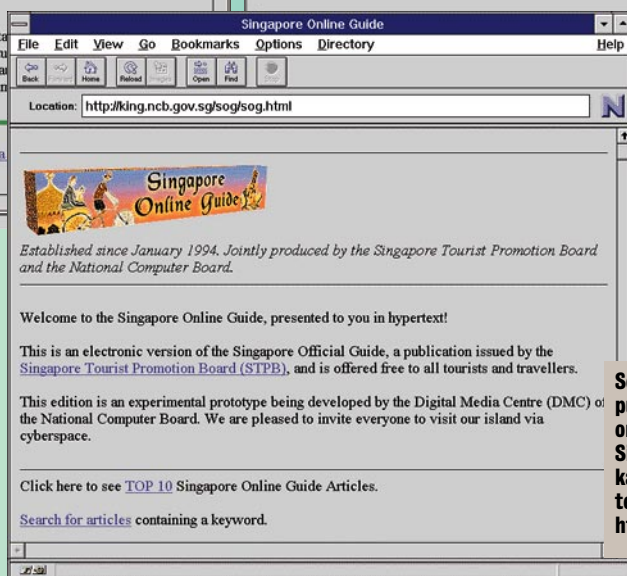 Singapore Online Guide
File Edit View Go Bookmarks Options Directory Help
Back Forward Home Reload Images Open Find Stop
Location: http://king.ncb.gov.sg/sog/sog.html
N
Singapore
Online Guide
Established since January 1994. Jointly produced by the Singapore Tourist Promotion Board
and the National Computer Board.
Welcome to the Singapore Online Guide, presented to you in hypertext!
This is an electronic version of the Singapore Official Guide, a publication issued by the
Singapore Tourist Promotion Board (STPB), and is offered free to all tourists and travellers.
This edition is an experimental prototype being developed by the Digital Media Centre (DMC) of
the National Computer Board. We are pleased to invite everyone to visit our island via
cyberspace.
Click here to see TOP 10 Singapore Online Guide Articles.
Search for articles containing a keyword.